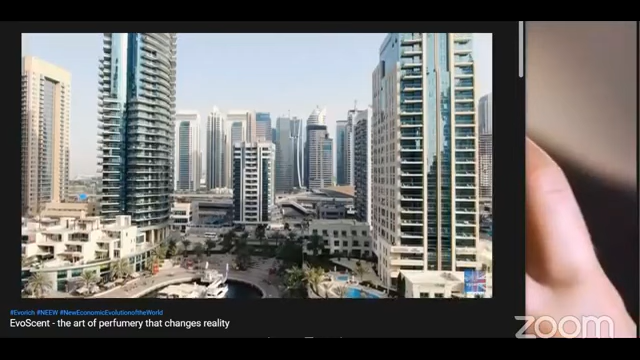 #Evorich #NEEW #NewEconomicEvolutionoftheWorld
EvoScent - the art of perfumery that changes reality
zoom